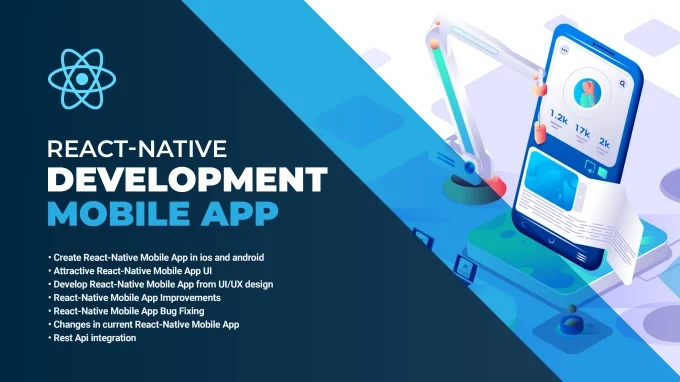 REACT-NATIVE
DEVELOPMENT
MOBILE APP
• Create React-Native Mobile App in ios and android
• Attractive React-Native Mobile App UI
• Develop React-Native Mobile App from UI/UX design
• React-Native Mobile App Improvements
• React-Native Mobile App Bug Fixing
• Changes in current React-Native Mobile App
• Rest Api integration
1.2k
17k
2k